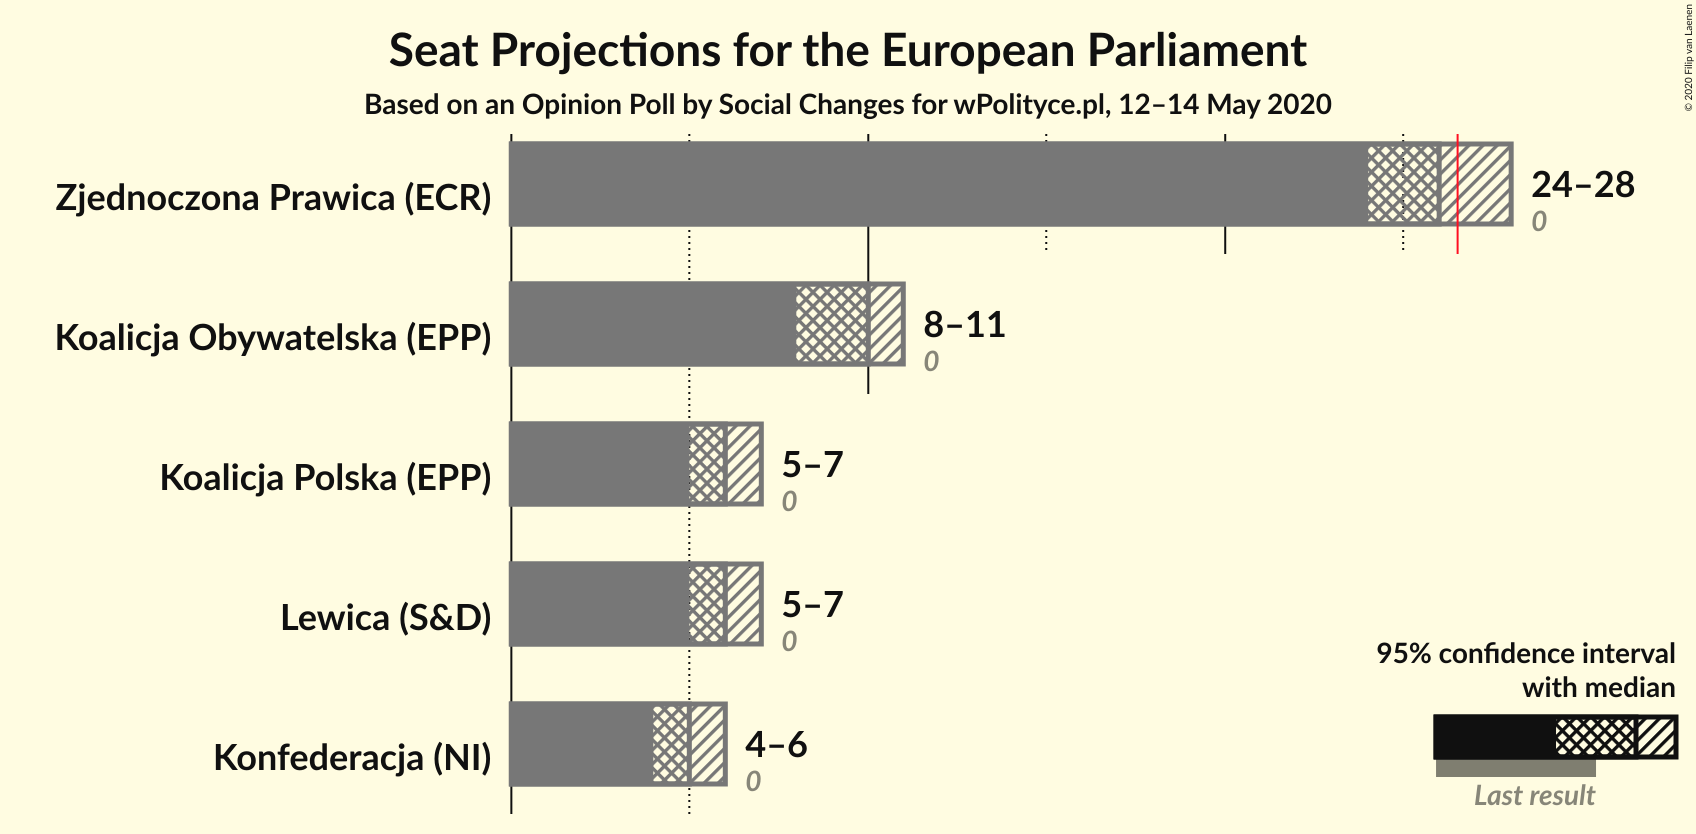 Seat Projections for the European Parliament
Based on an Opinion Poll by Social Changes for wPolityce.pl, 12–14 May 2020
© 2020 Filip van Laenen
Zjednoczona Prawica (ECR)
24–28
0
Koalicja Obywatelska (EPP)
8–11
0
Koalicja Polska (EPP)
5–7
0
Lewica (S&D)
5–7
0
Konfederacja (NI)
4–6
0
95% confidence interval
with median
Last result